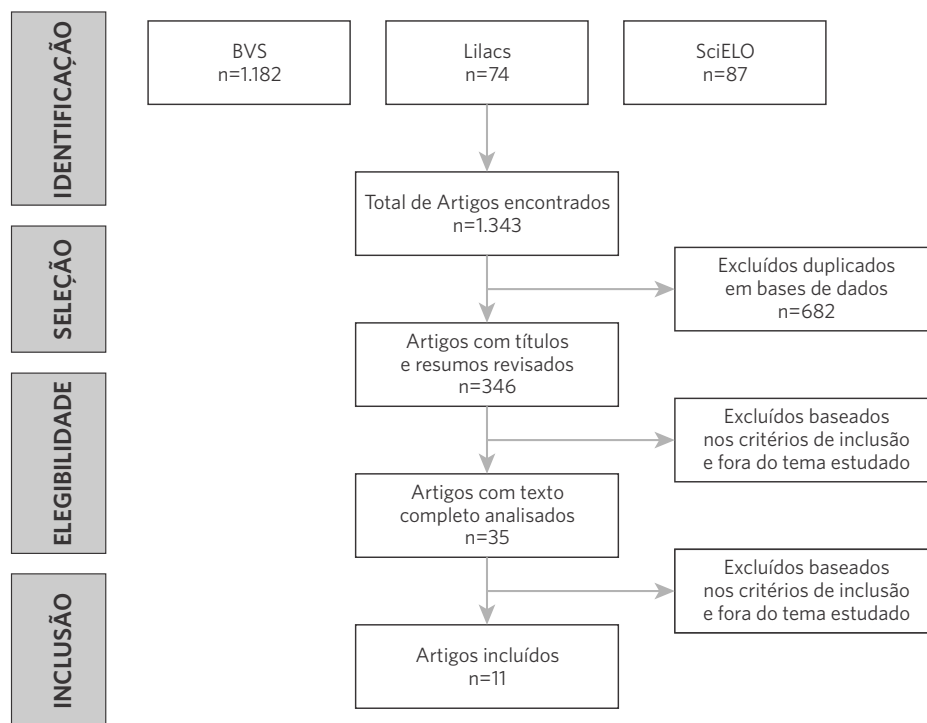 IDENTIFICAÇÃO
BVS
n=1.182
Lilacs
n=74
SciELO
n=87
Total de Artigos encontrados
n=1.343
SELEÇÃO
Excluídos duplicados
em bases de dados
n=682
Artigos com títulos
e resumos revisados
n=346
ELEGIBILIDADE
Excluídos baseados
nos critérios de inclusão
e fora do tema estudado
Artigos com texto
completo analisados
n=35
Excluídos baseados
nos critérios de inclusão
e fora do tema estudado
INCLUSÃO
Artigos incluídos
n=11